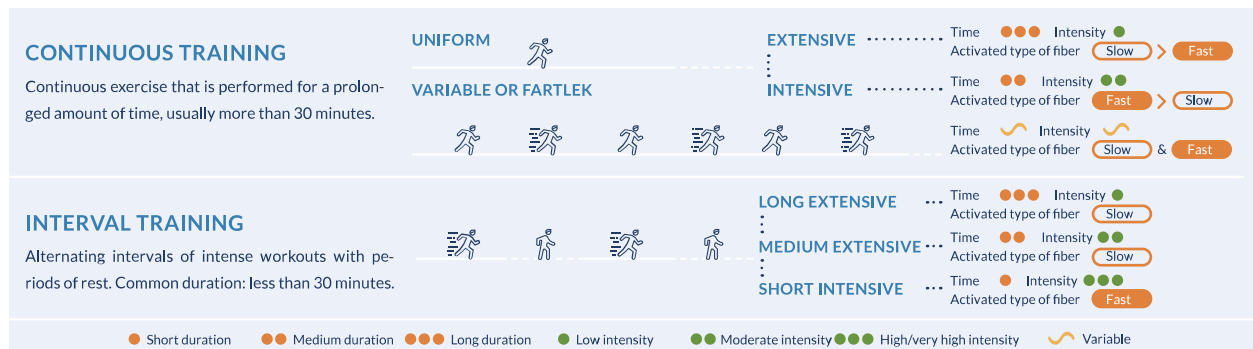 CONTINUOUS TRAINING
Continuous exercise that is performed for a prolon-
ged amount of time, usually more than 30 minutes.
UNIFORM
VARIABLE OR FARTLEK
EXTENSIVE
Time Intensity
Activated type of fiber Slow > Fast
INTENSIVE
Time Intensity
Activated type of fiber Fast > Slow
Time Intensity
Activated type of fiber Slow & Fast
INTERVAL TRAINING
Alternating intervals of intense workouts with pe-
riods of rest. Common duration: less than 30 minutes.
LONG EXTENSIVE
Time Intensity
Activated type of fiber Slow
MEDIUM EXTENSIVE
Time Intensity
Activated type of fiber Slow
SHORT INTENSIVE
Time Intensity
Activated type of fiber Fast
Short duration Medium duration Long duration Low intensity Moderate intensity High/very high intensity Variable